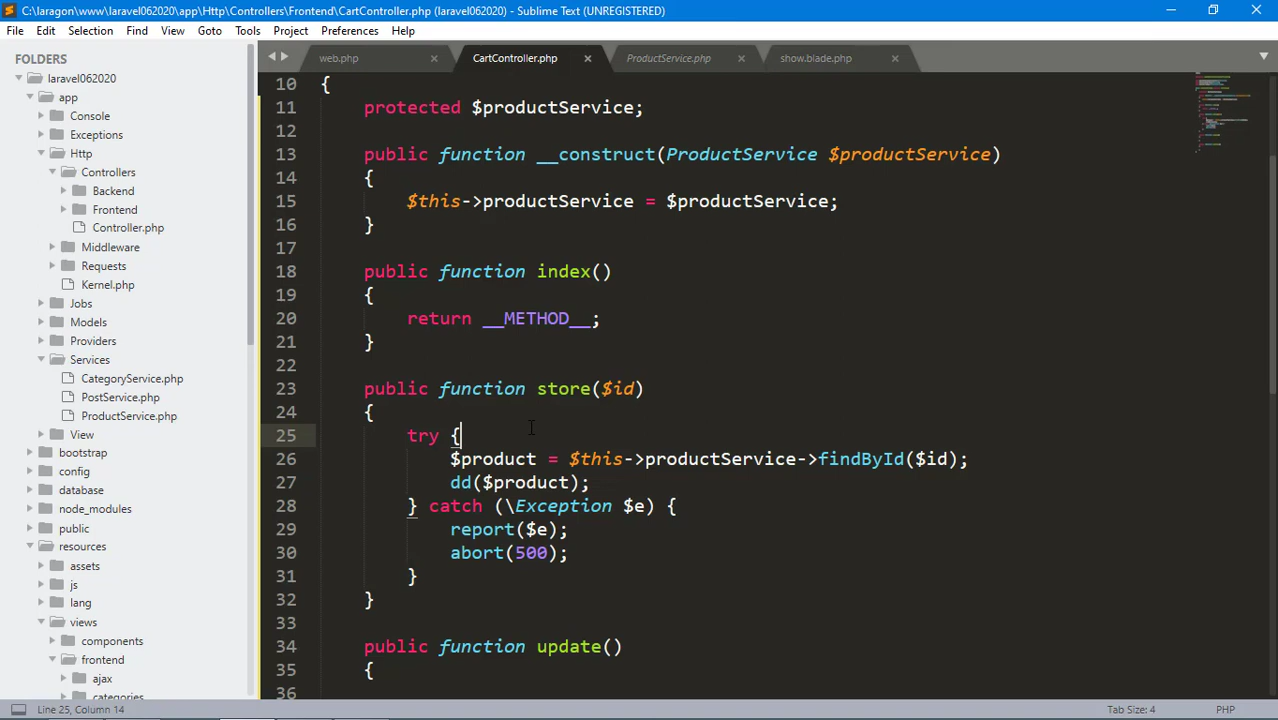 C:\laragon\www\laravel062020\app\Http\Controllers\Frontend\CartController.php (laravel062020) - Sublime Text (UNREGISTERED)
File Edit Selection Find View Goto Tools Project Preferences Help
FOLDERS
laravel062020
app
Console
Exceptions
Http
Controllers
Backend
Frontend
Controller.php
Middleware
Requests
Kernel.php
Jobs
Models
Providers
Services
CategoryService.php
PostService.php
ProductService.php
View
bootstrap
config
database
node_modules
public
resources
assets
js
lang
views
components
frontend
ajax
categories
web.php CartController.php ProductService.php show.blade.php
10 {
11 protected $productService;
12
13 public function __construct(ProductService $productService)
14 {
15 $this->productService = $productService;
16 }
17
18 public function index()
19 {
20 return __METHOD__;
21 }
22
23 public function store($id)
24 {
25 try {
26 $product = $this->productService->findById($id);
27 dd($product);
28 } catch (\Exception $e) {
29 report($e);
30 abort(500);
31 }
32 }
33
34 public function update()
35 {
36
Line 25, Column 14 Tab Size: 4 PHP